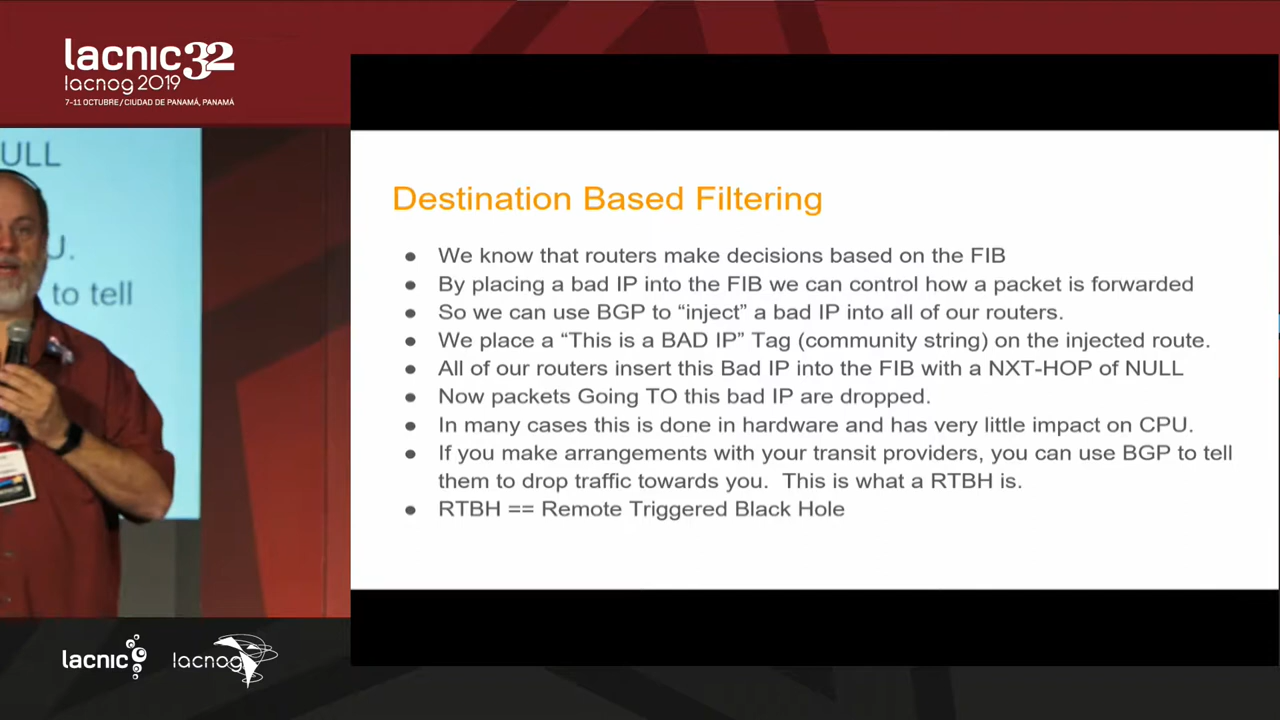 lacnic 32
lacnog 2019
7-11 OCTUBRE / CIUDAD DE PANAMÁ, PANAMÁ
ULL
U.
to tell
Destination Based Filtering
● We know that routers make decisions based on the FIB
● By placing a bad IP into the FIB we can control how a packet is forwarded
● So we can use BGP to “inject” a bad IP into all of our routers.
● We place a “This is a BAD IP” Tag (community string) on the injected route.
● All of our routers insert this Bad IP into the FIB with a NXT-HOP of NULL
● Now packets Going TO this bad IP are dropped.
● In many cases this is done in hardware and has very little impact on CPU.
● If you make arrangements with your transit providers, you can use BGP to tell
them to drop traffic towards you.  This is what a RTBH is.
● RTBH == Remote Triggered Black Hole
lacnic
lacnog